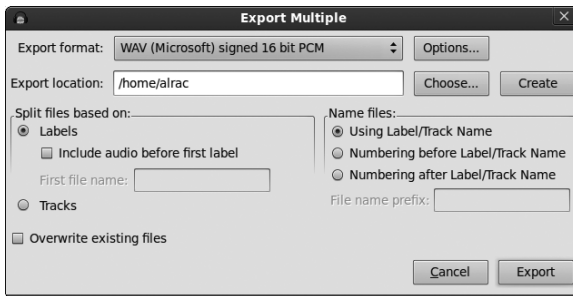 Export Multiple
Export format: WAV (Microsoft) signed 16 bit PCM Options...
Export location: /home/alrac Choose... Create
Split files based on:
Labels
Include audio before first label
First file name:
Tracks
Name files:
Using Label/Track Name
Numbering before Label/Track Name
Numbering after Label/Track Name
File name prefix:
Overwrite existing files
Cancel Export